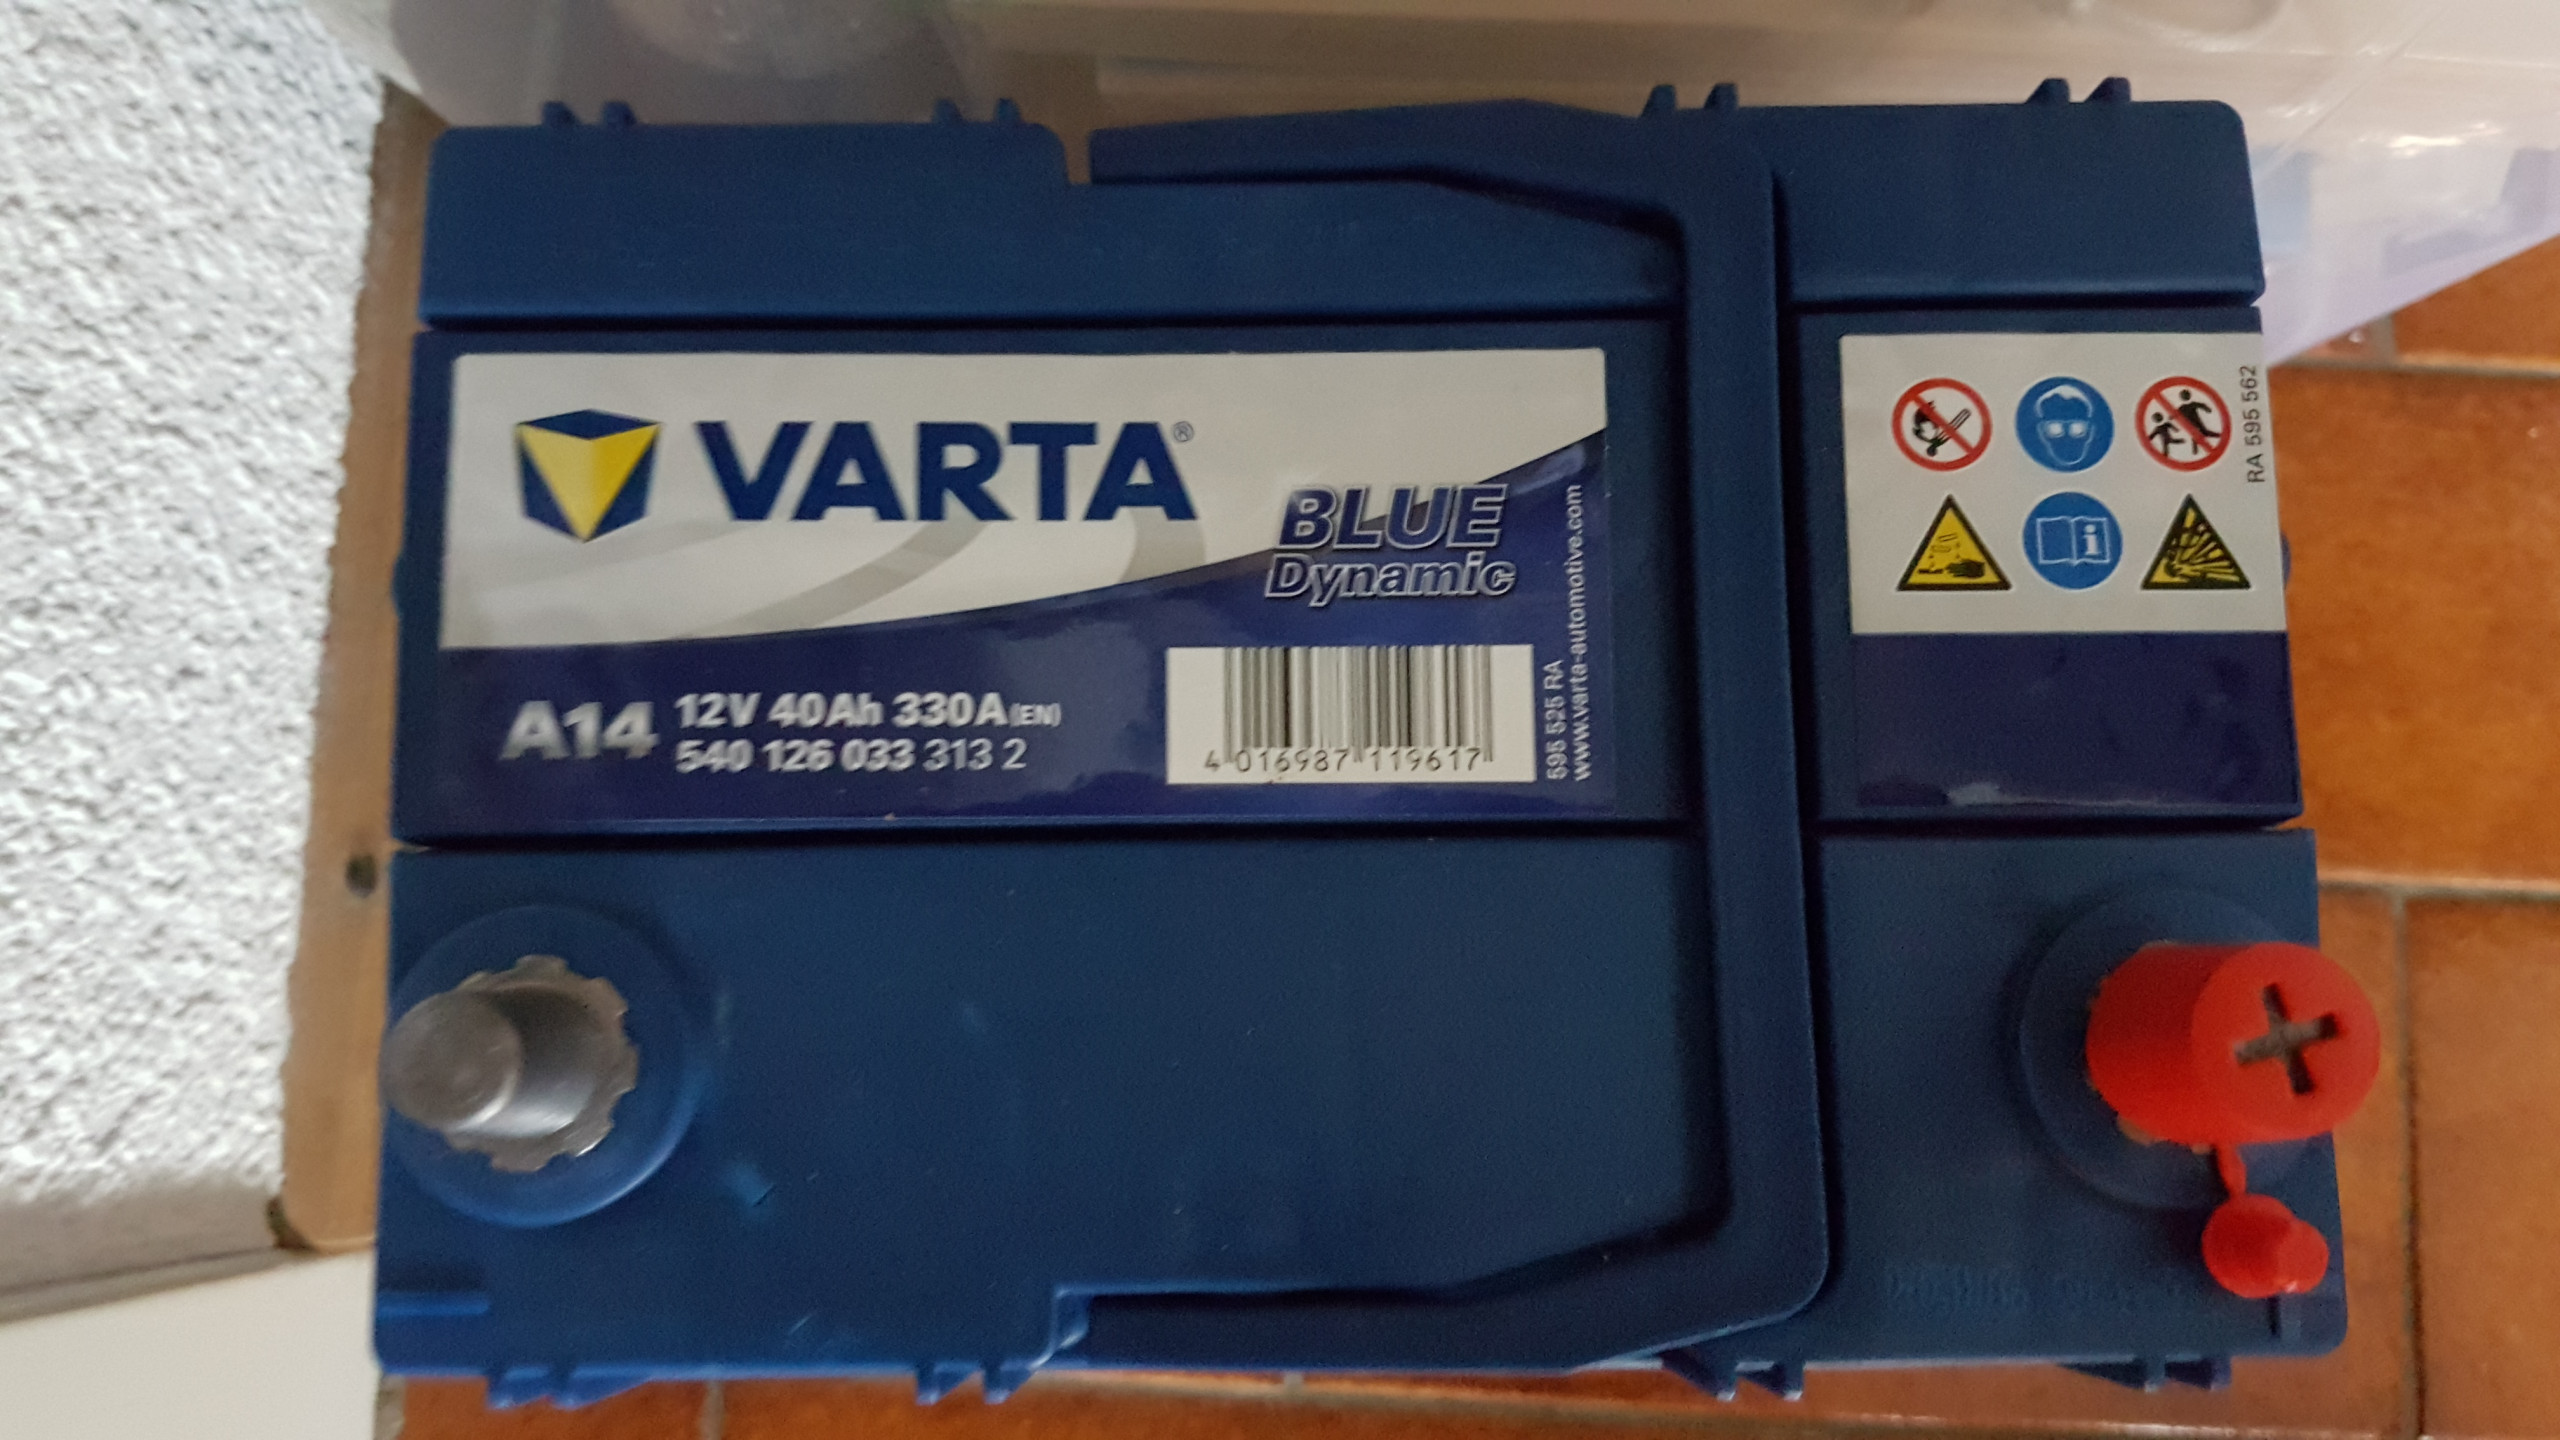 VARTA®
BLUE
Dynamic
A14
12V 40Ah 330A(EN)
540 126 033 313 2
4 016987 119617
595 525 RA
www.varta-automotive.com
RA 595 562